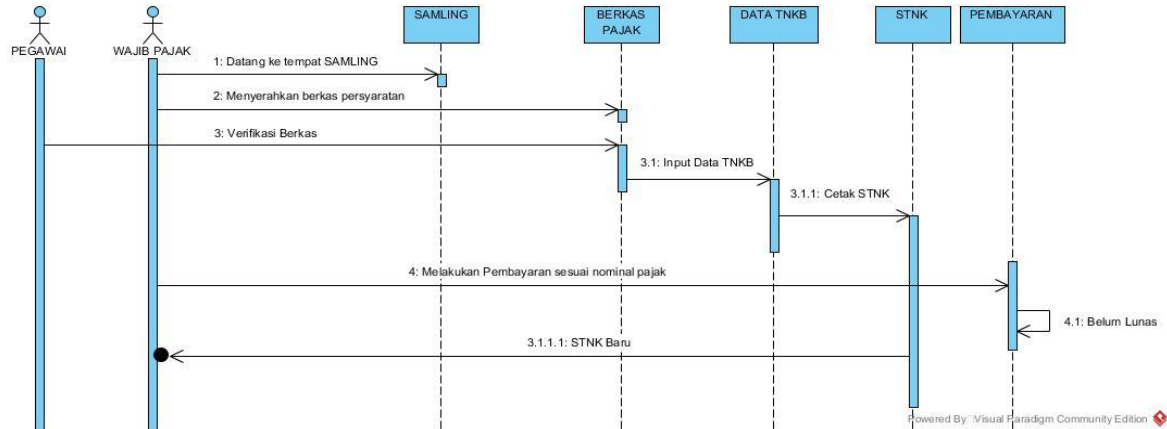 SAMLING
BERKAS
PAJAK
DATA TNKB
STNK
PEMBAYARAN
PEGAWAI
WAJIB PAJAK
1: Datang ke tempat SAMLING
2: Menyerahkan berkas persyaratan
3: Verifikasi Berkas
3.1: Input Data TNKB
3.1.1: Cetak STNK
4: Melakukan Pembayaran sesuai nominal pajak
4.1: Belum Lunas
3.1.1.1: STNK Baru
Powered By Visual Paradigm Community Edition